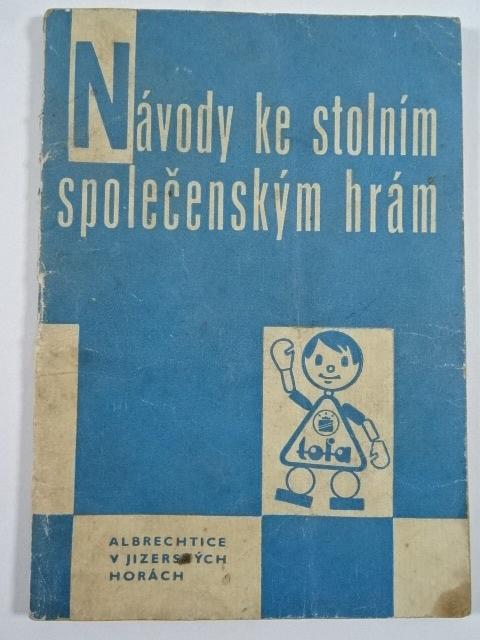 Návody ke stolním
společenským hrám
tofa
ALBRECHTICE
V JIZERSKÝCH
HORÁCH